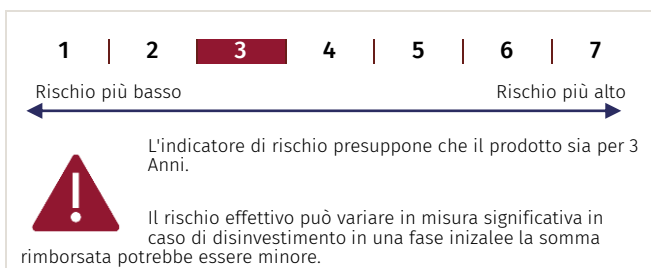 1 2 3 4 5 6 7
Rischio più basso Rischio più alto
L'indicatore di rischio presuppone che il prodotto sia per 3
Anni.
Il rischio effettivo può variare in misura significativa in
caso di disinvestimento in una fase inizalee la somma
rimborsata potrebbe essere minore.